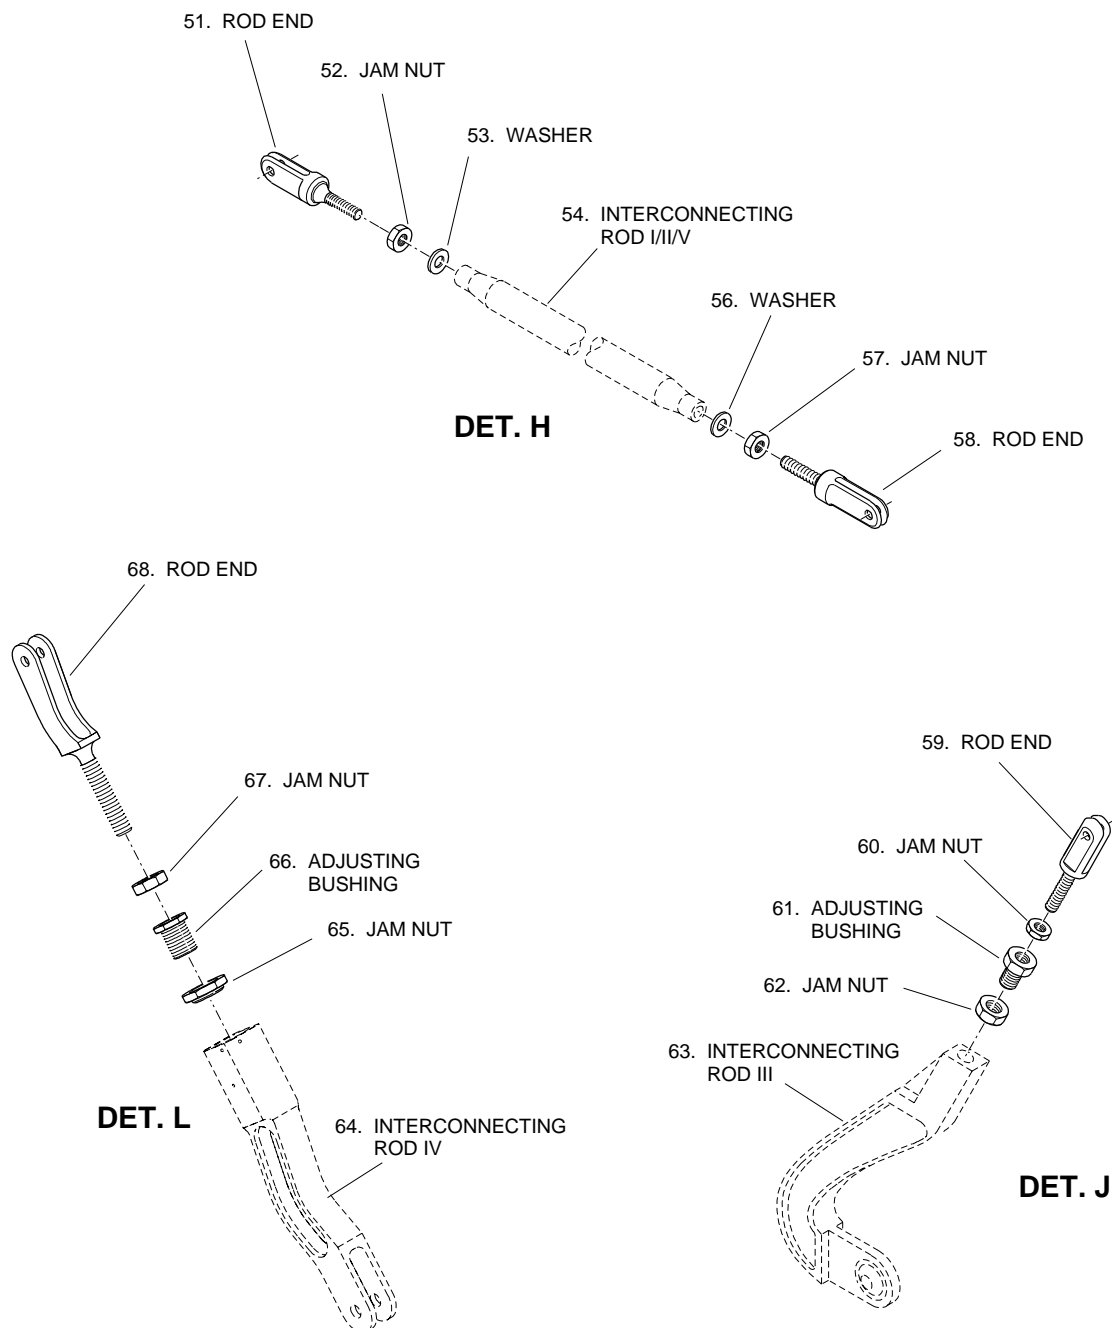 51. ROD END
52. JAM NUT
53. WASHER
54. INTERCONNECTING
ROD I/II/V
56. WASHER
57. JAM NUT
58. ROD END
DET. H
68. ROD END
67. JAM NUT
66. ADJUSTING
BUSHING
65. JAM NUT
64. INTERCONNECTING
ROD IV
DET. L
59. ROD END
60. JAM NUT
61. ADJUSTING
BUSHING
62. JAM NUT
63. INTERCONNECTING
ROD III
DET. J